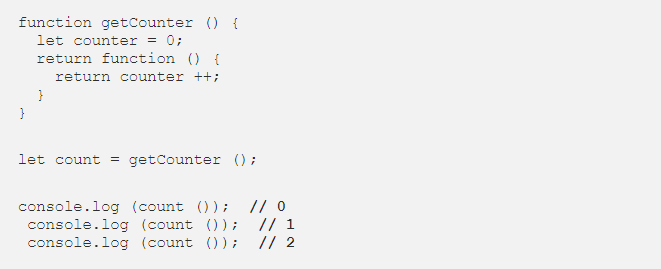 function getCounter () {
  let counter = 0;
  return function () {
    return counter ++;
  }
}
let count = getCounter ();
console.log (count ());  // 0
 console.log (count ());  // 1
 console.log (count ());  // 2